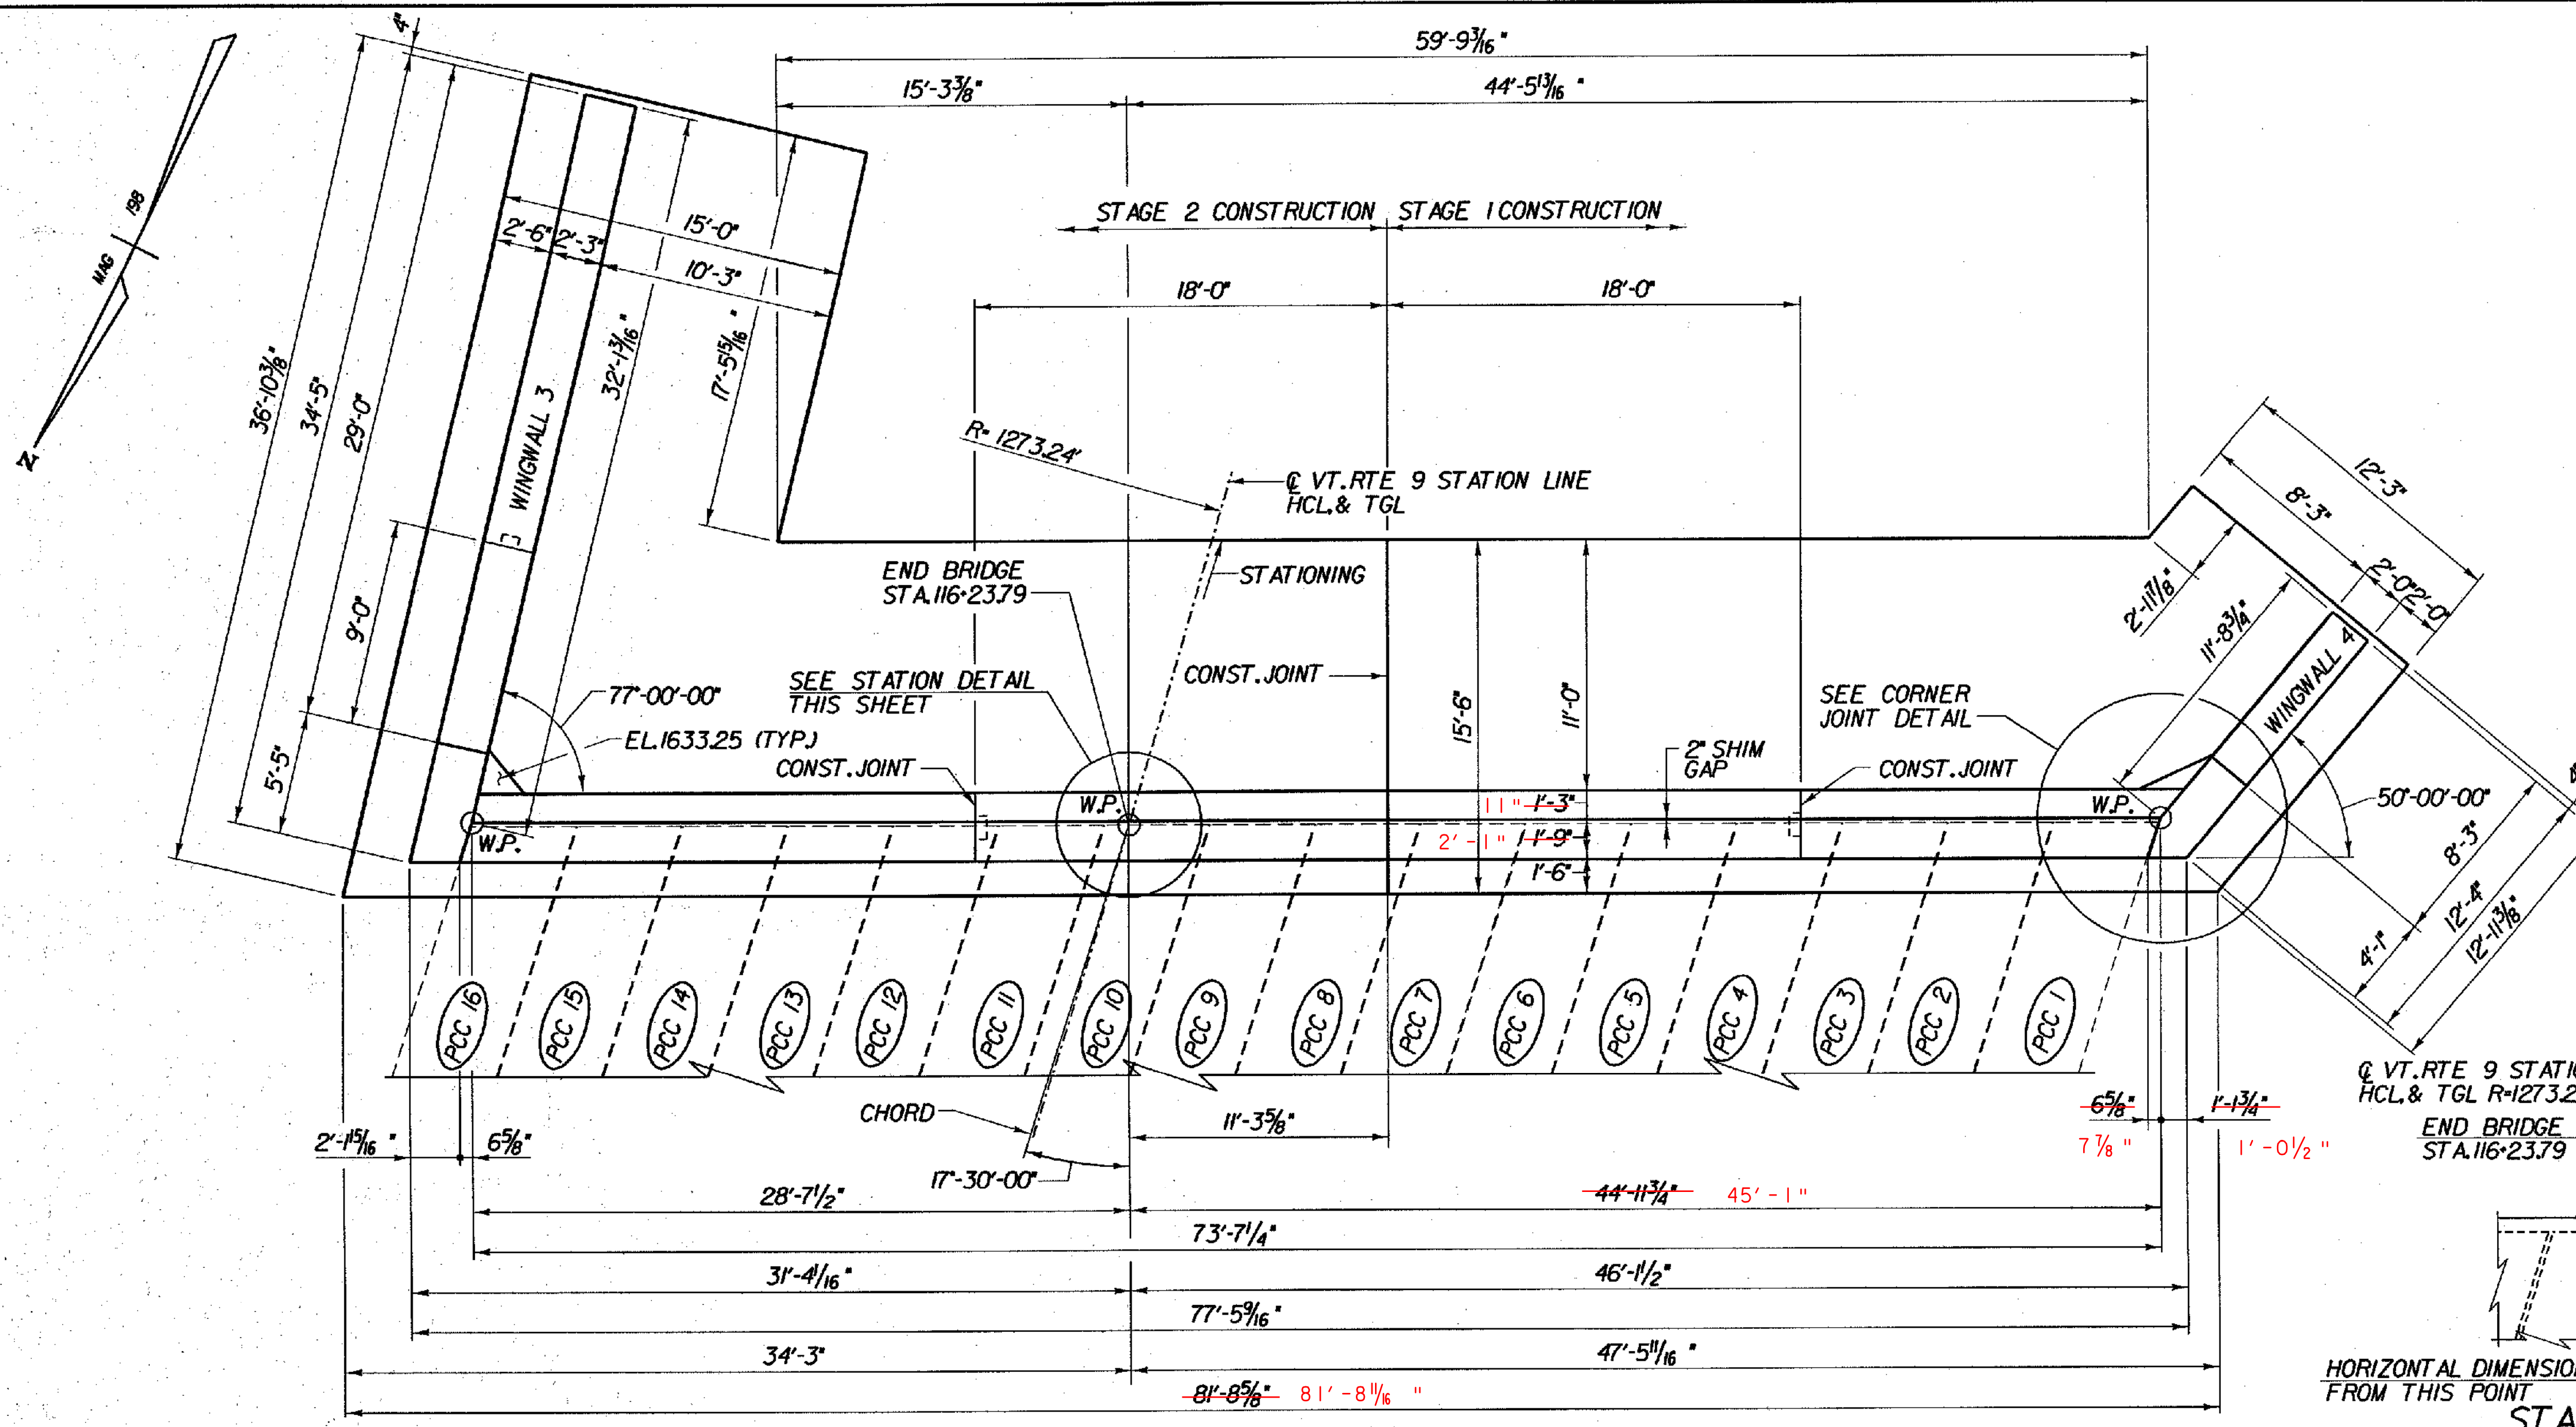 4"
59'-9 3/16"
15'-3 3/8"
44'-5 13/16"
MAG 198
N
STAGE 2 CONSTRUCTION
STAGE 1 CONSTRUCTION
15'-0"
2'-6"
2'-3"
10'-3"
18'-0"
18'-0"
36'-10 3/8"
34'-5"
29'-0"
WINGWALL 3
32'-1 3/16"
17'-5 15/16"
R= 1273.24'
℄ VT.RTE 9 STATION LINE
HCL.& TGL
12'-3"
8'-3"
2'-0"
2'-0"
2'-11 7/8"
11'-8 3/4"
END BRIDGE
STA.116+23.79
STATIONING
9'-0"
77°-00'-00"
SEE STATION DETAIL
THIS SHEET
CONST.JOINT
15'-6"
11'-0"
SEE CORNER
JOINT DETAIL
WINGWALL 4
EL.1633.25 (TYP.)
CONST.JOINT
2" SHIM
GAP
CONST.JOINT
5'-5"
W.P.
W.P.
W.P.
50°-00'-00"
11" 1'-3"
2'-1" 1'-9"
1'-6"
8'-3"
12'-4"
4'-1"
12'-11 3/8"
PCC 16
PCC 15
PCC 14
PCC 13
PCC 12
PCC 11
PCC 10
PCC 9
PCC 8
PCC 7
PCC 6
PCC 5
PCC 4
PCC 3
PCC 2
PCC 1
℄ VT.RTE 9 STATI
HCL.& TGL R=1273.2
CHORD
11'-3 5/8"
6 5/8"
1'-1 3/4"
END BRIDGE
STA.116+23.79
2'-1 15/16"
6 5/8"
7 7/8"
1'-0 1/2"
17°-30'-00"
28'-7 1/2"
44'-11 3/4" 45'-1"
73'-7 1/4"
31'-4 1/16"
46'-1 1/2"
77'-5 9/16"
34'-3"
47'-5 11/16"
81'-8 5/8" 81'-8 11/16"
HORIZONTAL DIMENSION
FROM THIS POINT
STA